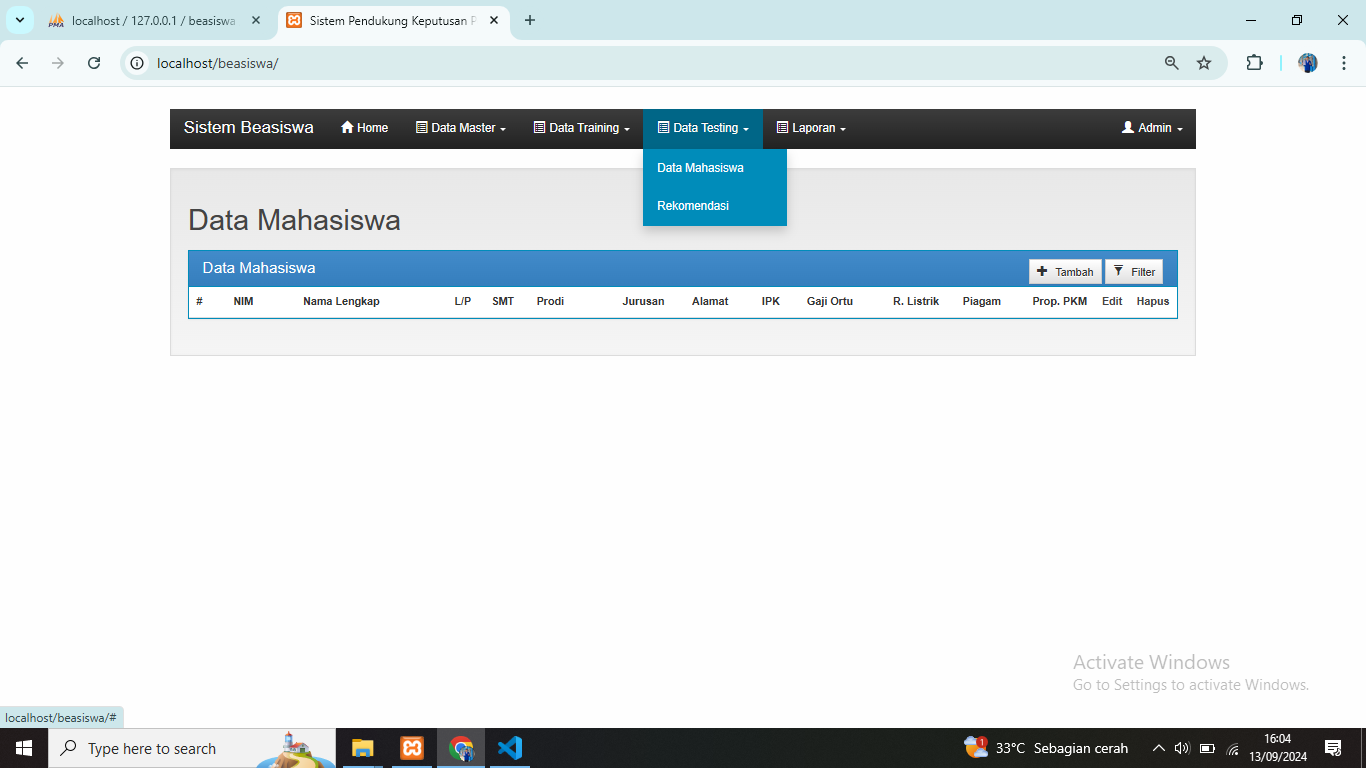 localhost / 127.0.0.1 / beasiswa
Sistem Pendukung Keputusan P
localhost/beasiswa/
Sistem Beasiswa Home Data Master Data Training Data Testing Laporan Admin
Data Mahasiswa
Rekomendasi
Data Mahasiswa
Data Mahasiswa Tambah Filter
# NIM Nama Lengkap L/P SMT Prodi Jurusan Alamat IPK Gaji Ortu R. Listrik Piagam Prop. PKM Edit Hapus
Activate Windows
Go to Settings to activate Windows.
localhost/beasiswa/#
Type here to search
1
33°C Sebagian cerah
16:04
13/09/2024